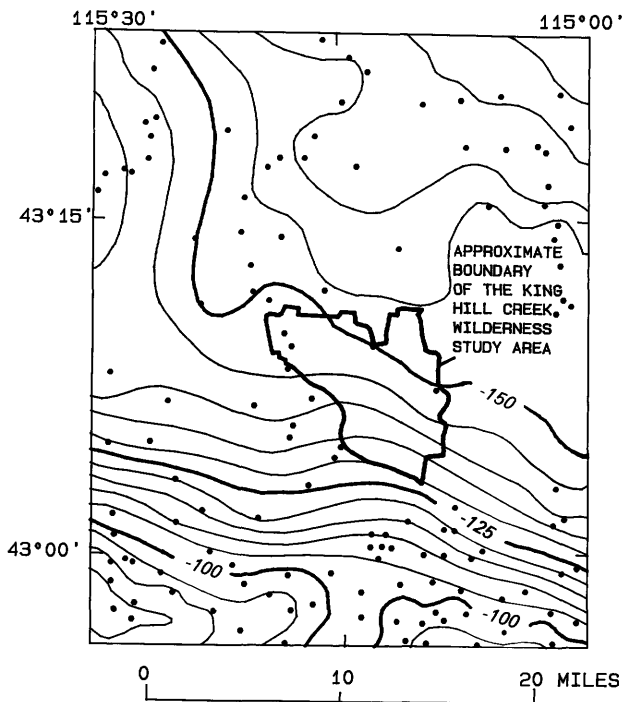 115°30' 115°00'
43°15'
APPROXIMATE
BOUNDARY
OF THE KING
HILL CREEK
WILDERNESS
STUDY AREA
-150
-125
43°00'
-100
-100
0 10 20 MILES